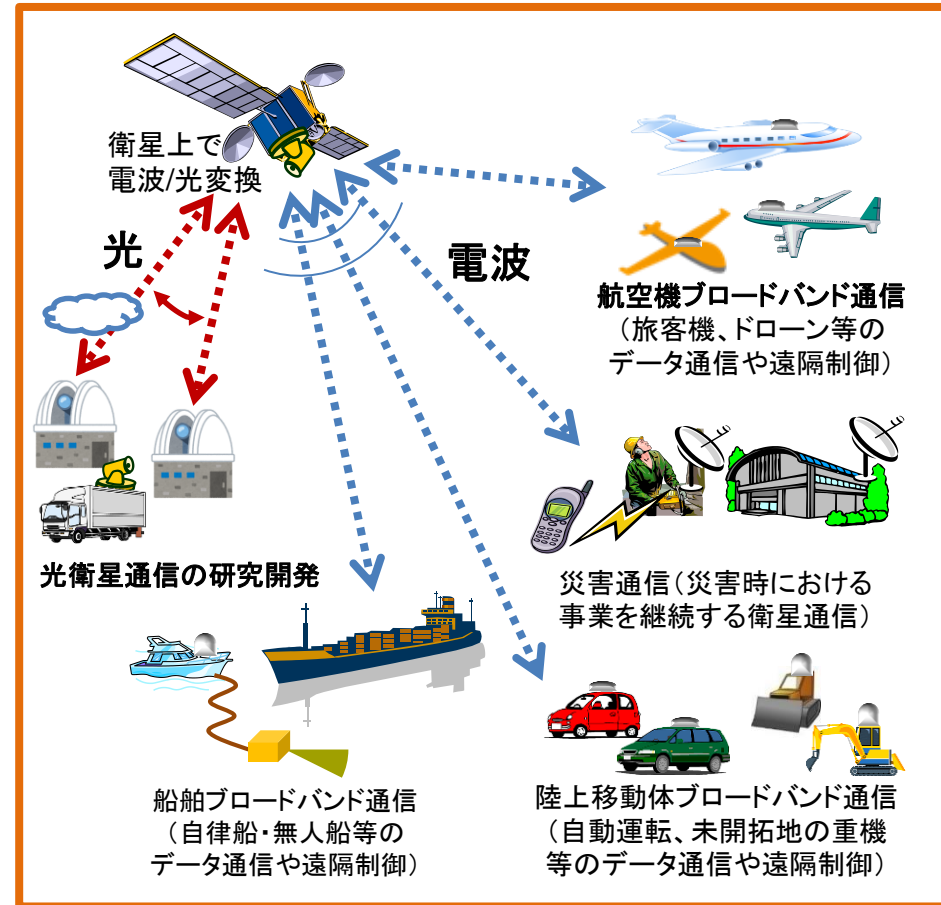 衛星上で
電波/光変換
光
電波
航空機ブロードバンド通信
（旅客機、ドローン等の
データ通信や遠隔制御）
光衛星通信の研究開発
災害通信（災害時における
事業を継続する衛星通信）
船舶ブロードバンド通信
（自律船・無人船等の
データ通信や遠隔制御）
陸上移動体ブロードバンド通信
（自動運転、未開拓地の重機
等のデータ通信や遠隔制御）